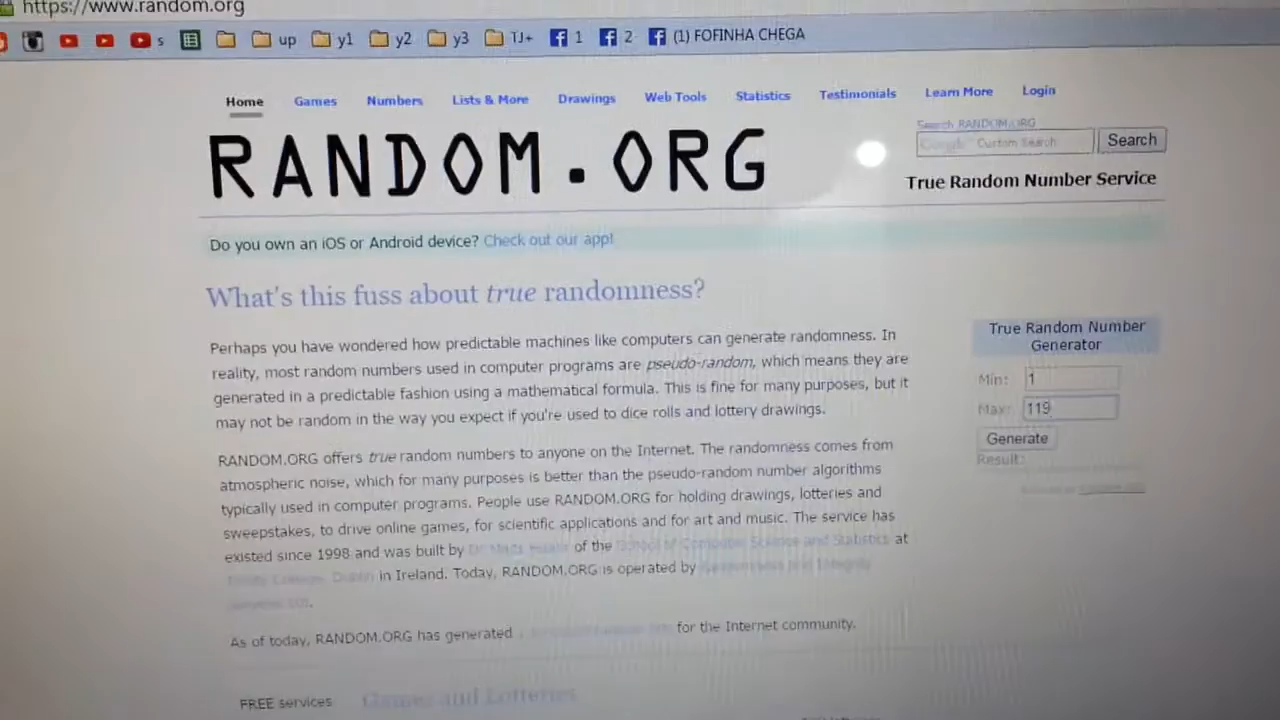 https://www.random.org
s up y1 y2 y3 TJ+ 1 2 (1) FOFINHA CHEGA
Home Games Numbers Lists & More Drawings Web Tools Statistics Testimonials Learn More Login
Search RANDOM.ORG
RANDOM.ORG
Google Custom Search Search
True Random Number Service
Do you own an iOS or Android device? Check out our app!
What's this fuss about true randomness?
Perhaps you have wondered how predictable machines like computers can generate randomness. In
reality, most random numbers used in computer programs are pseudo-random, which means they are
generated in a predictable fashion using a mathematical formula. This is fine for many purposes, but it
may not be random in the way you expect if you're used to dice rolls and lottery drawings.
RANDOM.ORG offers true random numbers to anyone on the Internet. The randomness comes from
atmospheric noise, which for many purposes is better than the pseudo-random number algorithms
typically used in computer programs. People use RANDOM.ORG for holding drawings, lotteries and
sweepstakes, to drive online games, for scientific applications and for art and music. The service has
existed since 1998 and was built by of the School of Computer Science and Statistics at
in Ireland. Today, RANDOM.ORG is operated by
As of today, RANDOM.ORG has generated for the Internet community.
FREE services Games and Lotteries
True Random Number
Generator
Min: 1
Max: 119
Generate
Result: